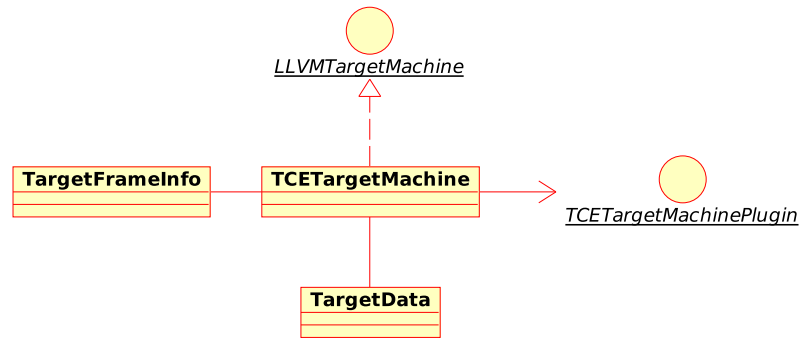 LLVMTargetMachine
TargetFrameInfo
TCETargetMachine
TCETargetMachinePlugin
TargetData